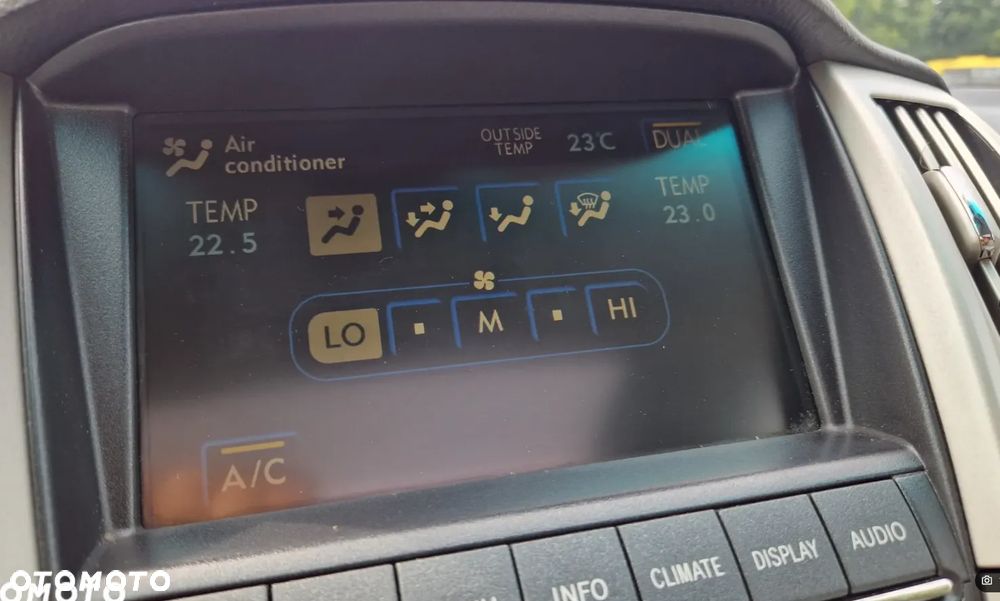 Air
conditioner
OUTSIDE
TEMP
23°C
DUAL
TEMP
22.5
TEMP
23.0
LO
M
HI
A/C
INFO
CLIMATE
DISPLAY
AUDIO
OTOMOTO
OTOMOTO